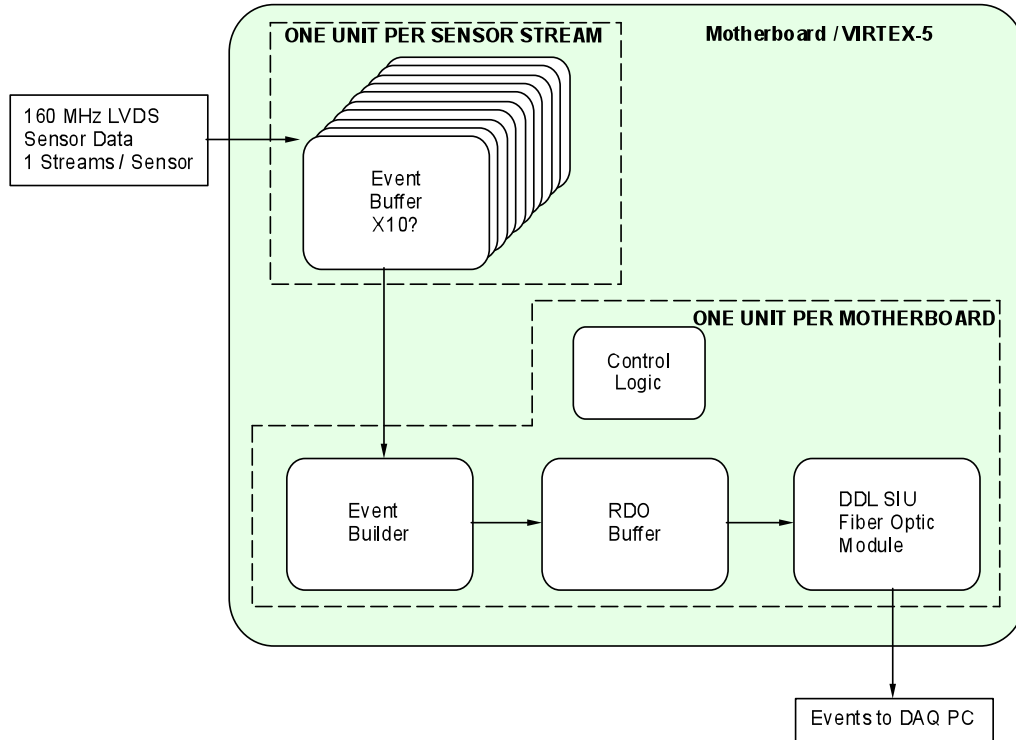 ONE UNIT PER SENSOR STREAM
Motherboard / VIRTEX-5
160 MHz LVDS
Sensor Data
1 Streams / Sensor
Event
Buffer
X10?
ONE UNIT PER MOTHERBOARD
Control
Logic
Event
Builder
RDO
Buffer
DDL SIU
Fiber Optic
Module
Events to DAQ PC